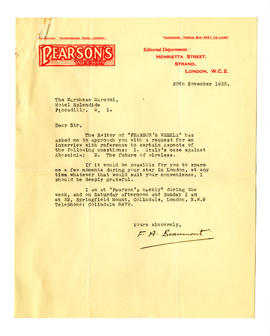 PEARSON'S
WEEKLY
Editorial Department:
HENRIETTA STREET,
STRAND,
LONDON. W.C.2.
20th November 1935.
The Marchese Marconi,
Hotel Splendide
Piccadilly, W. 1.
Dear Sir,
The Editor of "PEARSON'S WEEKLY" has
asked me to approach you with a request for an
interview with reference to certain aspects of
the following questions: 1. Italy's case against
Abyssinia; 2. The future of wireless.
If it would be possible for you to spare
me a few moments during your stay in London, at any
time whatever that would suit your convenience, I
should be deeply grateful.
I am at "Pearson's Weekly" during the
week, and on Saturday afternoon and Sunday I am
at 52, Springfield Mount, Colindale, London, N.W.9
Telephone: Colindale 6479.
Yours sincerely,
F. A. Beaumont